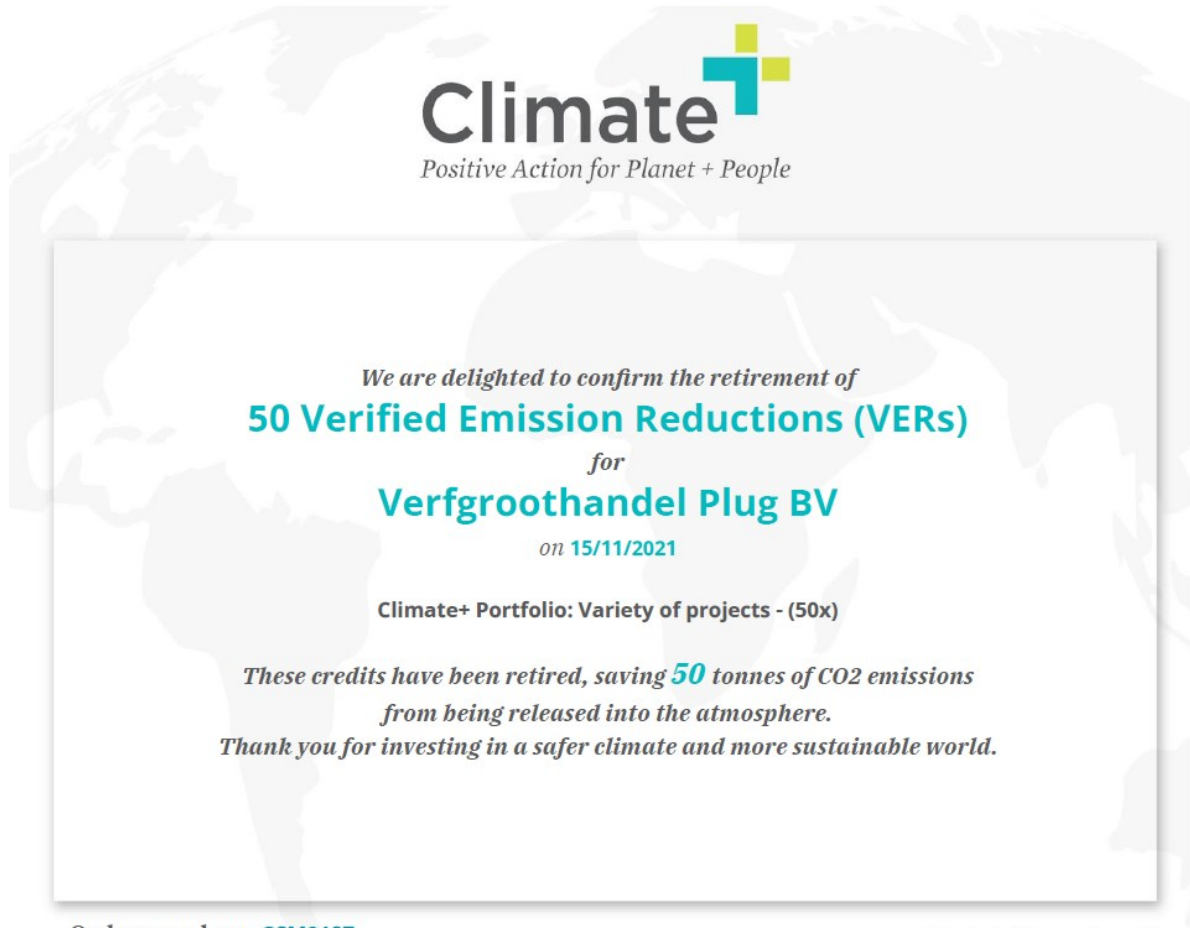 Climate
Positive Action for Planet + People
We are delighted to confirm the retirement of
50 Verified Emission Reductions (VERs)
for
Verfgroothandel Plug BV
on 15/11/2021
Climate+ Portfolio: Variety of projects - (50x)
These credits have been retired, saving 50 tonnes of CO2 emissions
from being released into the atmosphere.
Thank you for investing in a safer climate and more sustainable world.